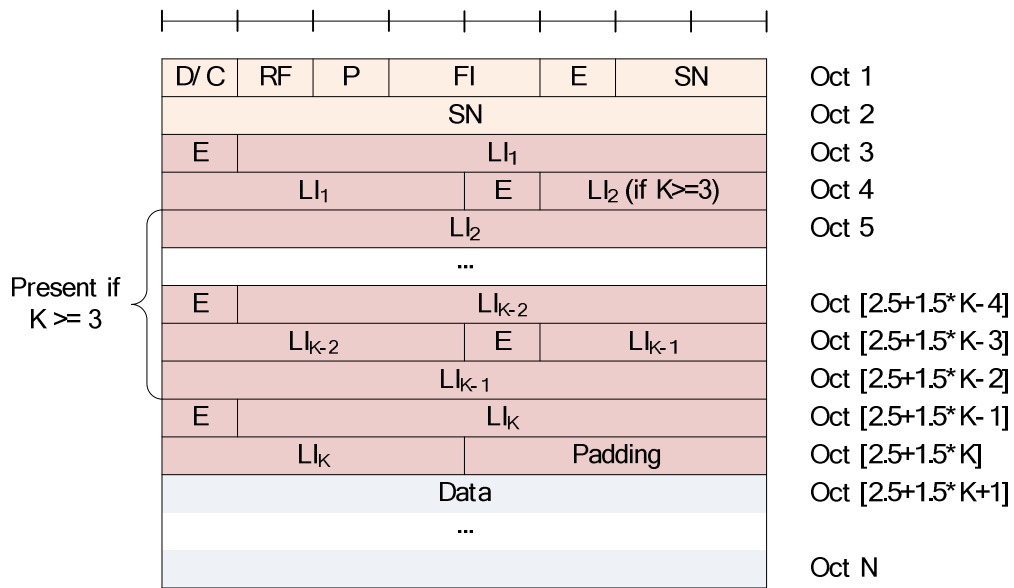 D/C RF P FI E SN Oct 1
SN Oct 2
E LI1 Oct 3
LI1 E LI2 (if K>=3) Oct 4
LI2 Oct 5
...
Present if
K >= 3
E LIK-2 Oct [2.5+1.5*K-4]
LIK-2 E LIK-1 Oct [2.5+1.5*K-3]
LIK-1 Oct [2.5+1.5*K-2]
E LIK Oct [2.5+1.5*K-1]
LIK Padding Oct [2.5+1.5*K]
Data Oct [2.5+1.5*K+1]
...
Oct N